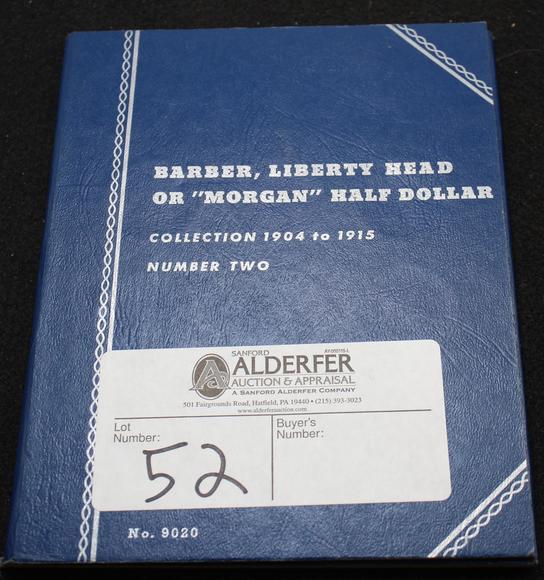 BARBER, LIBERTY HEAD
OR "MORGAN" HALF DOLLAR
COLLECTION 1904 to 1915
NUMBER TWO
SANFORD
ALDERFER
AUCTION & APPRAISAL
A SANFORD ALDERFER COMPANY
501 Fairgrounds Road, Hatfield, PA 19440 • (215) 393-3023
www.alderferauction.com
Lot
Number:
52
Buyer's
Number:
No. 9020